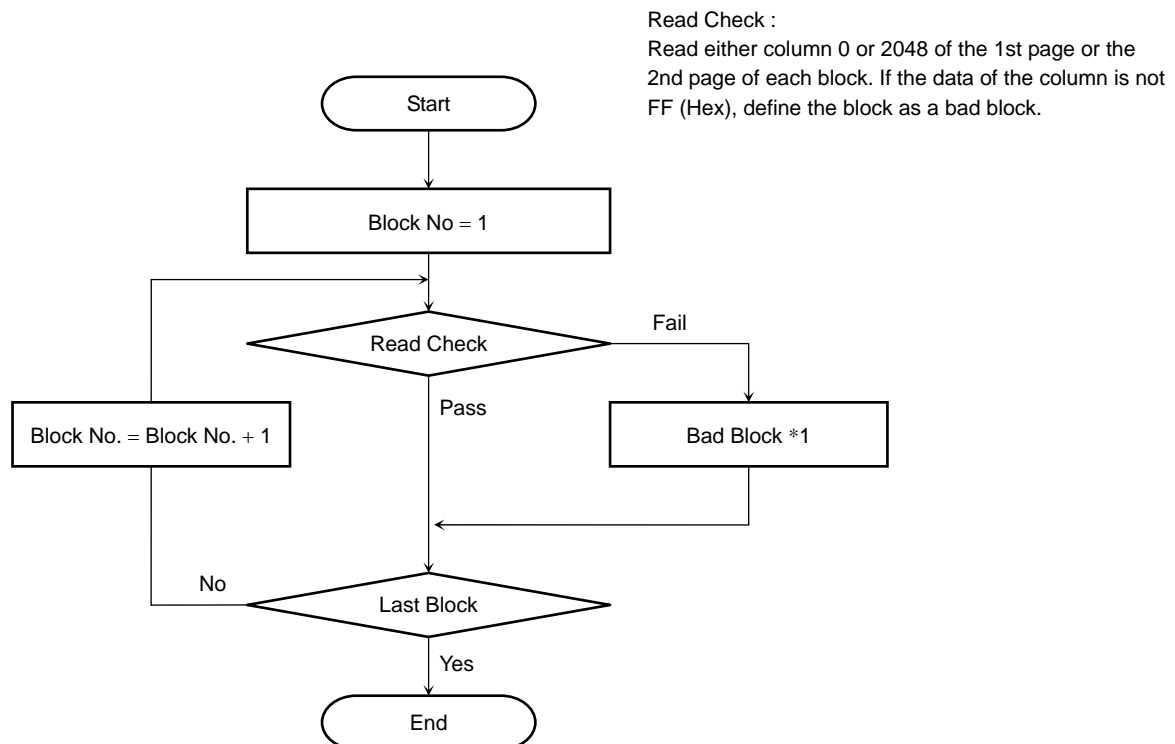 Read Check :
Read either column 0 or 2048 of the 1st page or the
2nd page of each block. If the data of the column is not
FF (Hex), define the block as a bad block.
Start
Block No = 1
Read Check
Fail
Pass
Block No. = Block No. + 1
Bad Block *1
No
Last Block
Yes
End